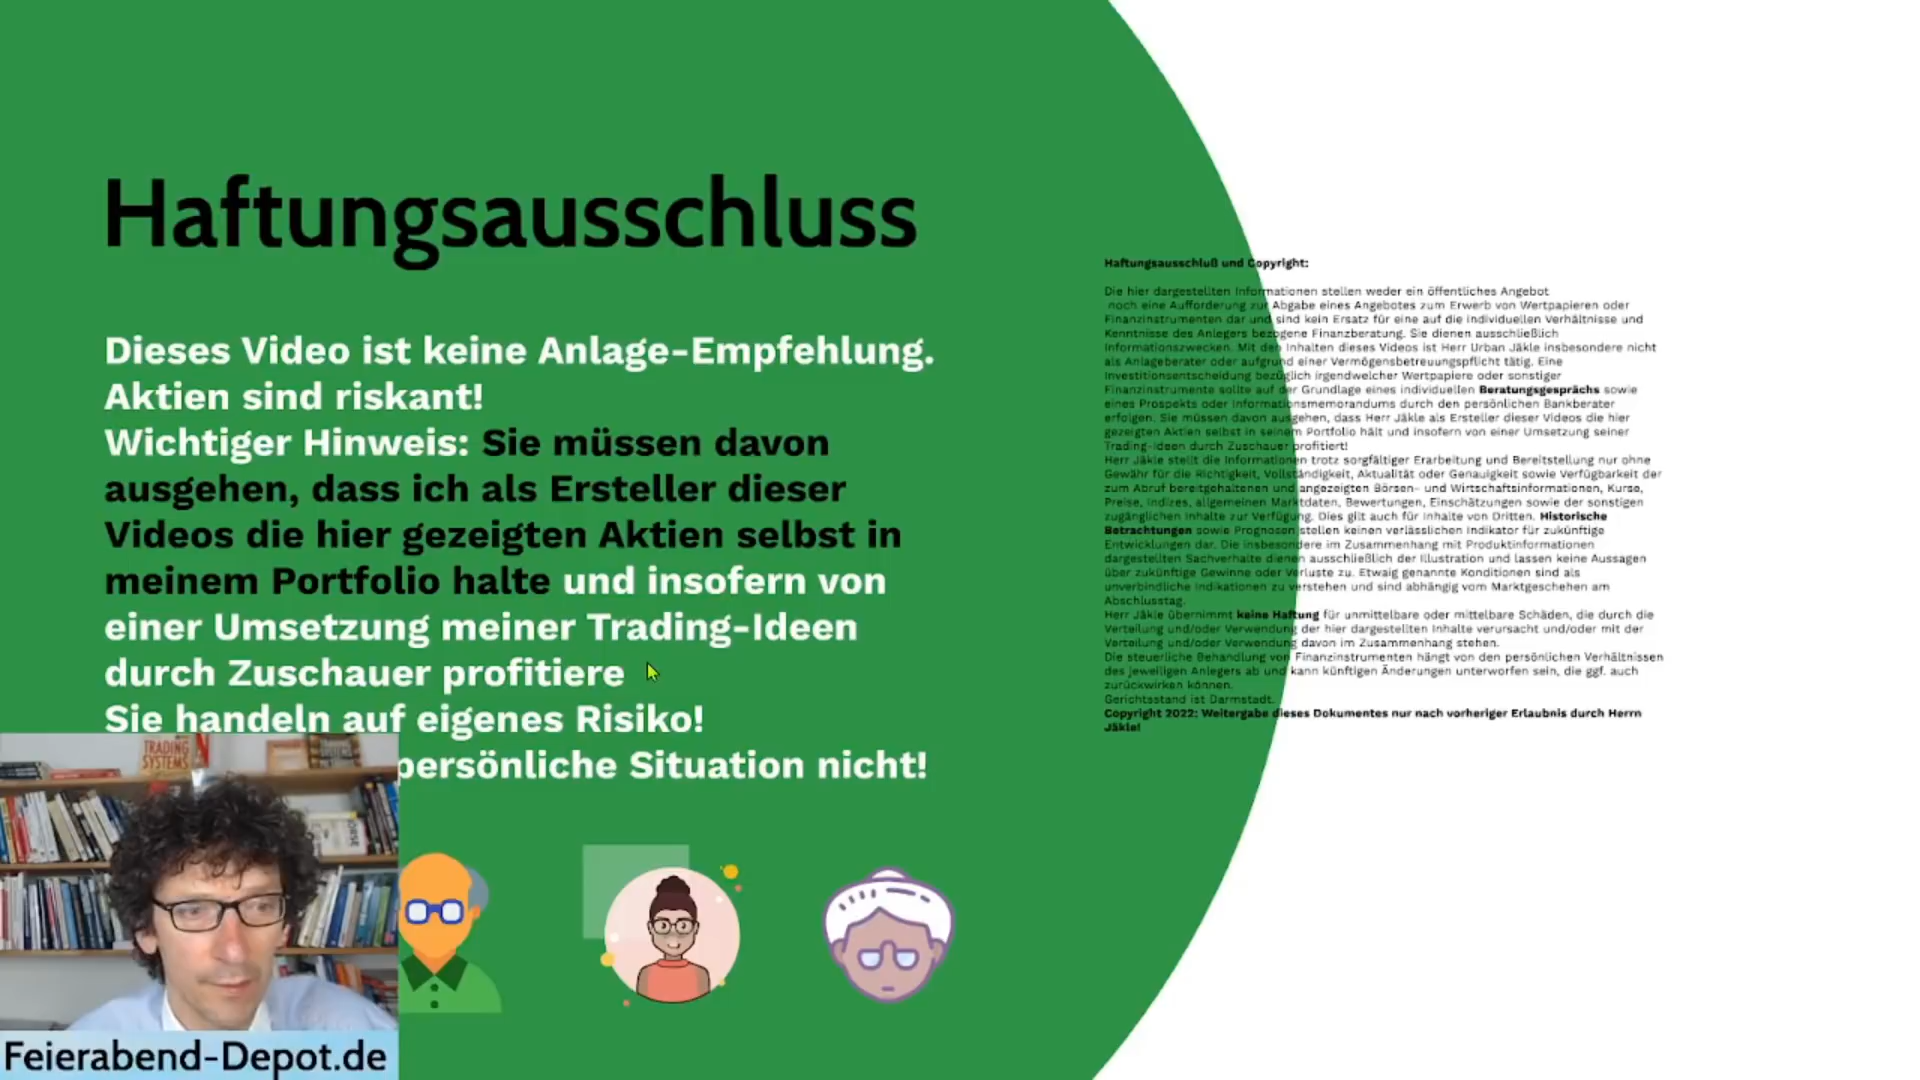 Haftungsausschluss
Dieses Video ist keine Anlage-Empfehlung.
Aktien sind riskant!
Wichtiger Hinweis: Sie müssen davon
ausgehen, dass ich als Ersteller dieser
Videos die hier gezeigten Aktien selbst in
meinem Portfolio halte und insofern von
einer Umsetzung meiner Trading-Ideen
durch Zuschauer profitiere
Sie handeln auf eigenes Risiko!
persönliche Situation nicht!
Haftungsausschluß und Copyright:
Die hier dargestellten Informationen stellen weder ein öffentliches Angebot
noch eine Aufforderung zur Abgabe eines Angebotes zum Erwerb von Wertpapieren oder
Finanzinstrumenten dar und sind kein Ersatz für eine auf die individuellen Verhältnisse und
Kenntnisse des Anlegers bezogene Finanzberatung. Sie dienen ausschließlich
Informationszwecken. Mit den Inhalten dieses Videos ist Herr Urban Jäkle insbesondere nicht
als Anlageberater oder aufgrund einer Vermögensbetreuungspflicht tätig. Eine
Investitionsentscheidung bezüglich irgendwelcher Wertpapiere oder sonstiger
Finanzinstrumente sollte auf der Grundlage eines individuellen Beratungsgesprächs sowie
eines Prospekts oder Informationsmemorandums durch den persönlichen Bankberater
erfolgen. Sie müssen davon ausgehen, dass Herr Jäkle als Ersteller dieser Videos die hier
gezeigten Aktien selbst in seinem Portfolio hält und insofern von einer Umsetzung seiner
Trading-Ideen durch Zuschauer profitiert!
Herr Jäkle stellt die Informationen trotz sorgfältiger Erarbeitung und Bereitstellung nur ohne
Gewähr für die Richtigkeit, Vollständigkeit, Aktualität oder Genauigkeit sowie Verfügbarkeit der
zum Abruf bereitgehaltenen und angezeigten Börsen- und Wirtschaftsinformationen, Kurse,
Preise, Indizes, allgemeinen Marktdaten, Bewertungen, Einschätzungen sowie der sonstigen
zugänglichen Inhalte zur Verfügung. Dies gilt auch für Inhalte von Dritten. Historische
Betrachtungen sowie Prognosen stellen keinen verlässlichen Indikator für zukünftige
Entwicklungen dar. Die insbesondere im Zusammenhang mit Produktinformationen
dargestellten Sachverhalte dienen ausschließlich der Illustration und lassen keine Aussagen
über zukünftige Gewinne oder Verluste zu. Etwaig genannte Konditionen sind als
unverbindliche Indikationen zu verstehen und sind abhängig vom Marktgeschehen am
Abschlusstag.
Herr Jäkle übernimmt keine Haftung für unmittelbare oder mittelbare Schäden, die durch die
Verteilung und/oder Verwendung der hier dargestellten Inhalte verursacht und/oder mit der
Verteilung und/oder Verwendung davon im Zusammenhang stehen.
Die steuerliche Behandlung von Finanzinstrumenten hängt von den persönlichen Verhältnissen
des jeweiligen Anlegers ab und kann künftigen Änderungen unterworfen sein, die ggf. auch
zurückwirken können.
Gerichtsstand ist Darmstadt.
Copyright 2022: Weitergabe dieses Dokumentes nur nach vorheriger Erlaubnis durch Herrn
Jäkle!
TRADING
SYSTEMS
Feierabend-Depot.de